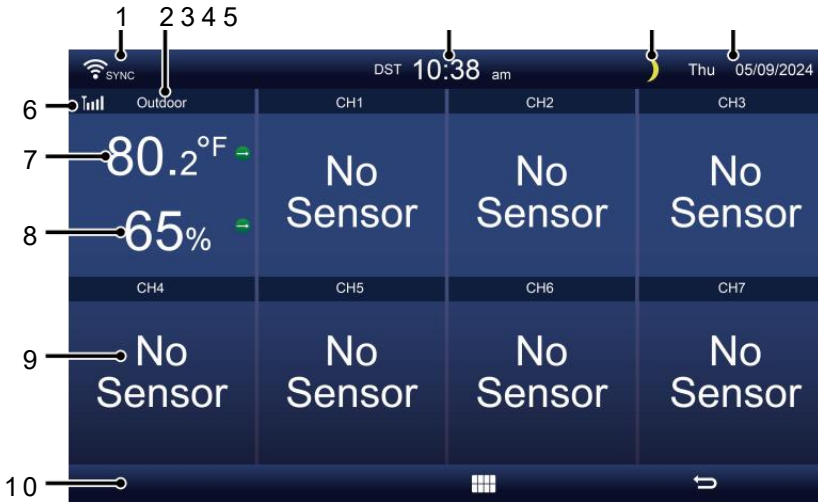 1 2 3 4 5
SYNC DST 10:38 am Thu 05/09/2024
6 Outdoor CH1 CH2 CH3
7 80.2°F
8 65%
No Sensor
No Sensor
No Sensor
CH4 CH5 CH6 CH7
9 No Sensor
No Sensor
No Sensor
No Sensor
10